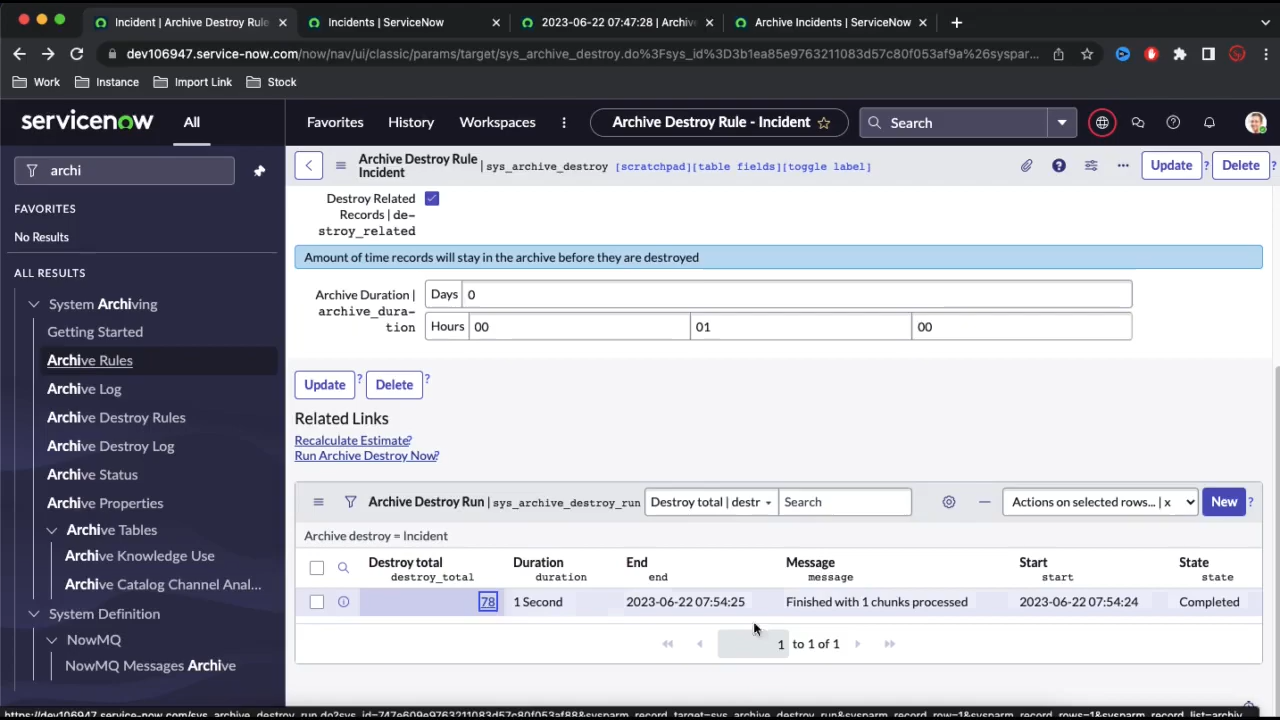 Incident | Archive Destroy Rule
Incidents | ServiceNow
2023-06-22 07:47:28 | Archiv
Archive Incidents | ServiceNow
dev106947.service-now.com/now/nav/ui/classic/params/target/sys_archive_destroy.do%3Fsys_id%3D3b1ea85e9763211083d57c80f053af9a%26sysparm...
Work
Instance
Import Link
Stock
servicenow
All
Favorites
History
Workspaces
Archive Destroy Rule - Incident
Search
archi
FAVORITES
No Results
ALL RESULTS
System Archiving
Getting Started
Archive Rules
Archive Log
Archive Destroy Rules
Archive Destroy Log
Archive Status
Archive Properties
Archive Tables
Archive Knowledge Use
Archive Catalog Channel Anal...
System Definition
NowMQ
NowMQ Messages Archive
Archive Destroy Rule
Incident
|sys_archive_destroy [scratchpad][table fields][toggle label]
Update ?
Delete ?
Destroy Related
Records | de-
stroy_related
Amount of time records will stay in the archive before they are destroyed
Archive Duration |
archive_dura-
tion
Days 0
Hours 00 01 00
Update ? Delete ?
Related Links
Recalculate Estimate?
Run Archive Destroy Now?
Archive Destroy Run | sys_archive_destroy_run
Destroy total | destr
Search
Actions on selected rows... | x
New ?
Archive destroy = Incident
Destroy total Duration End Message Start State
destroy_total duration end message start state
78 1 Second 2023-06-22 07:54:25 Finished with 1 chunks processed 2023-06-22 07:54:24 Completed
1 to 1 of 1